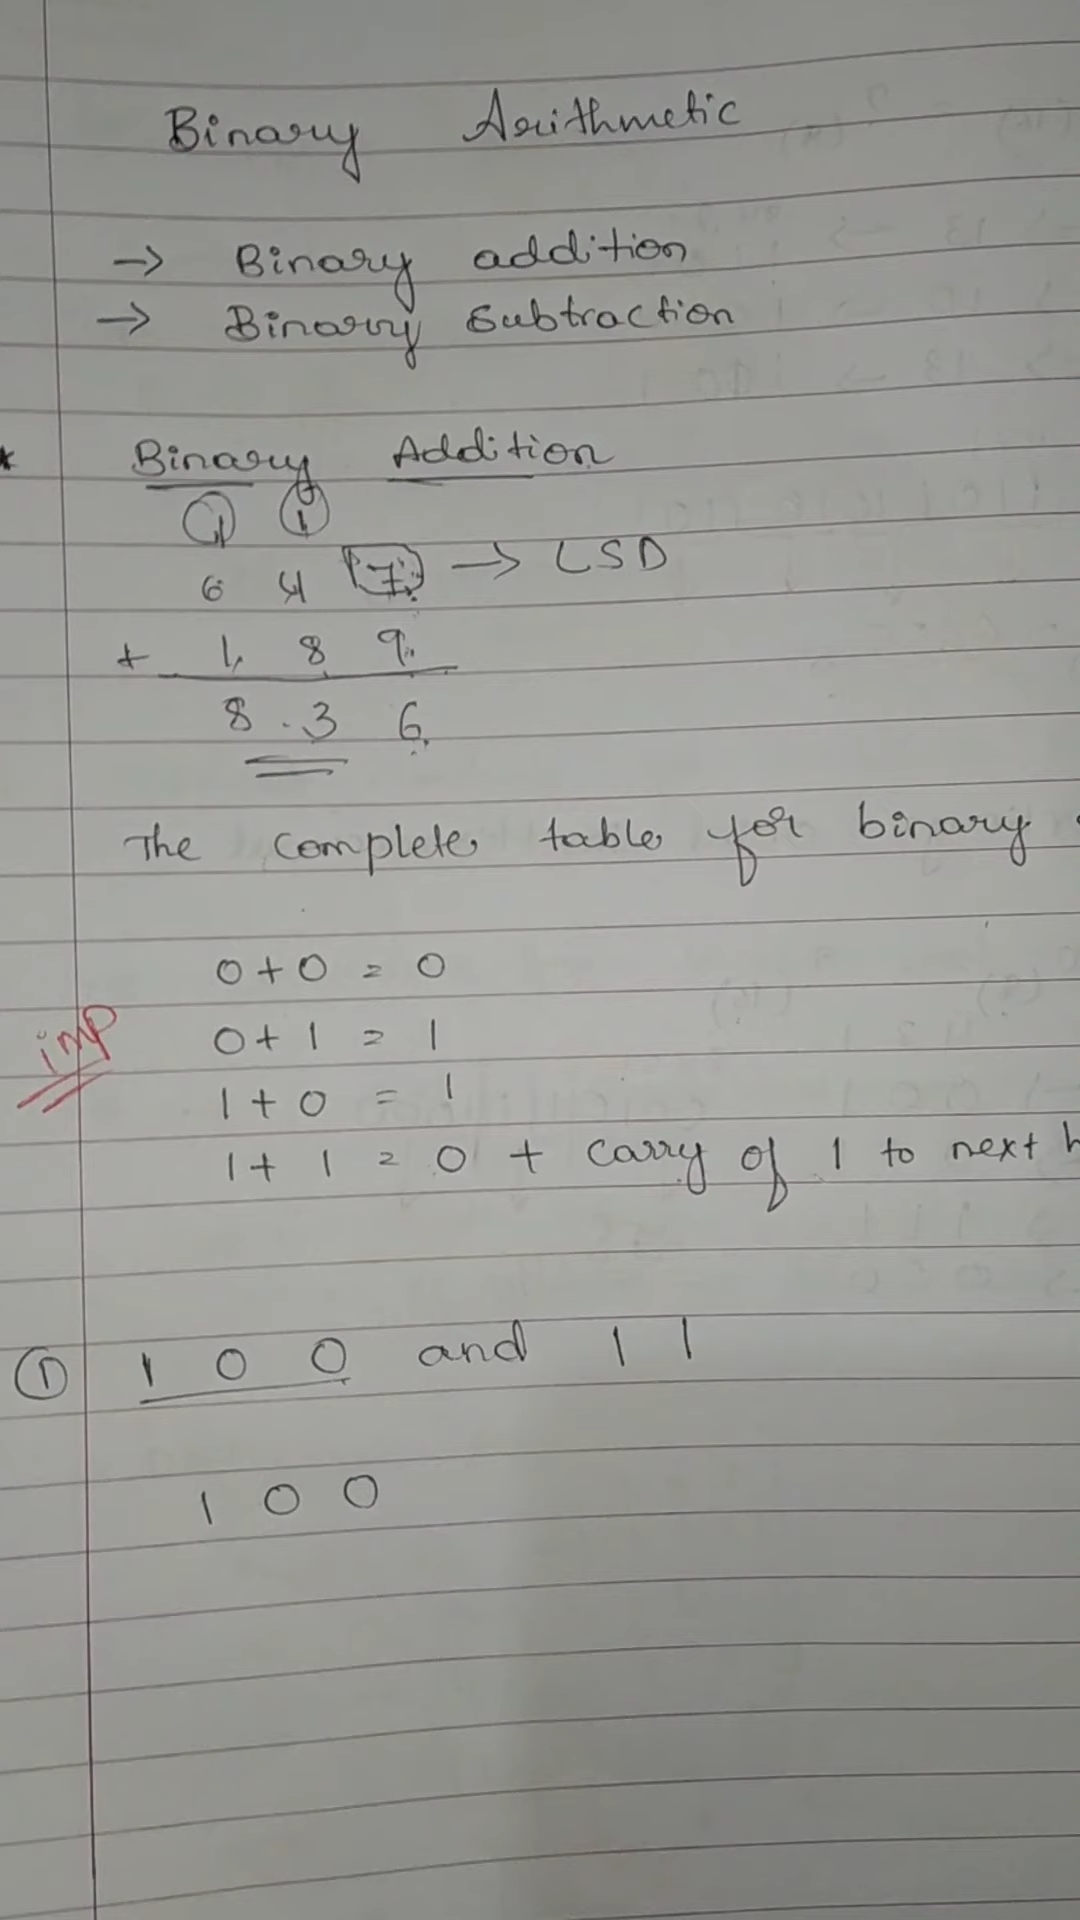 Binary Arithmetic
→ Binary addition
→ Binary Subtraction
* Binary Addition
1 1
6 4 7 → LSD
+ 1 8 9
8 3 6
The complete table for binary
0 + 0 = 0
imp
0 + 1 = 1
1 + 0 = 1
1 + 1 = 0 + carry of 1 to next
① 1 0 0 and 1 1
1 0 0